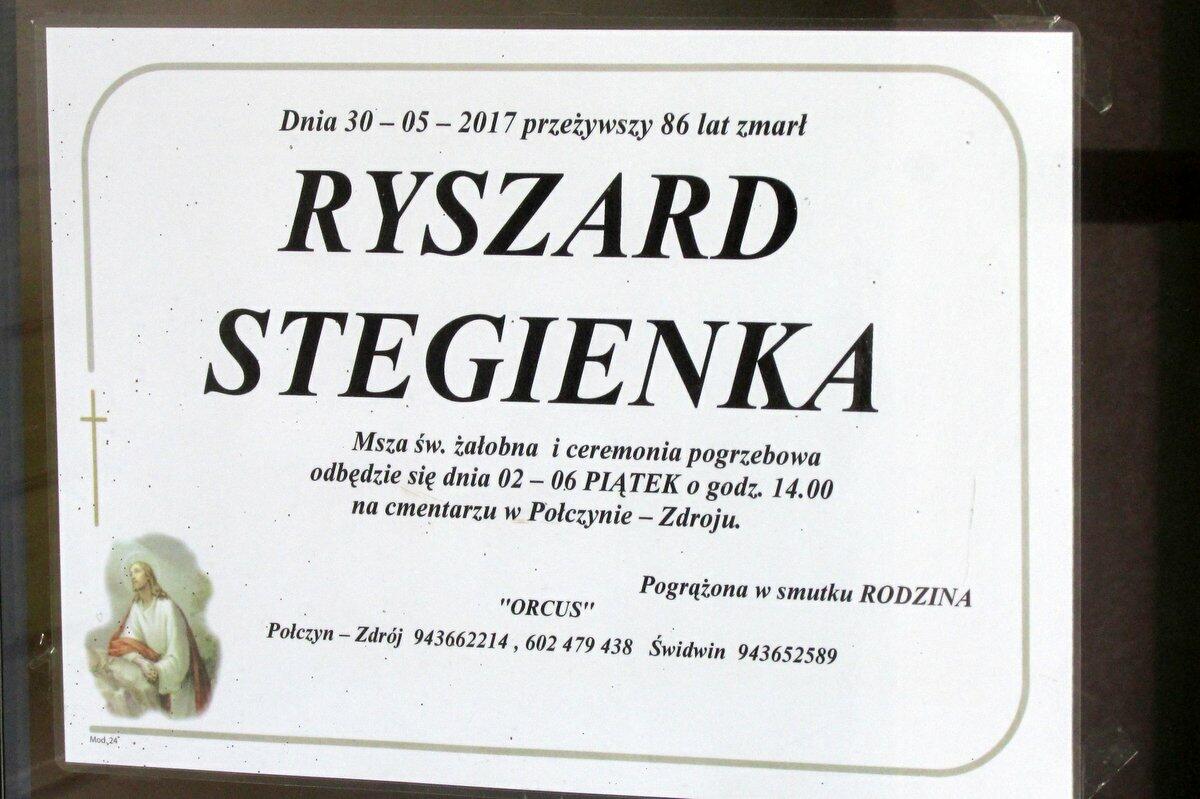 Dnia 30 – 05 – 2017 przeżywszy 86 lat zmarł
RYSZARD
STEGIENKA
Msza św. żałobna i ceremonia pogrzebowa
odbędzie się dnia 02 – 06 PIĄTEK o godz. 14.00
na cmentarzu w Połczynie – Zdroju.
Pogrążona w smutku RODZINA
"ORCUS"
Połczyn – Zdrój 943662214 , 602 479 438 Świdwin 943652589
Mod„24"